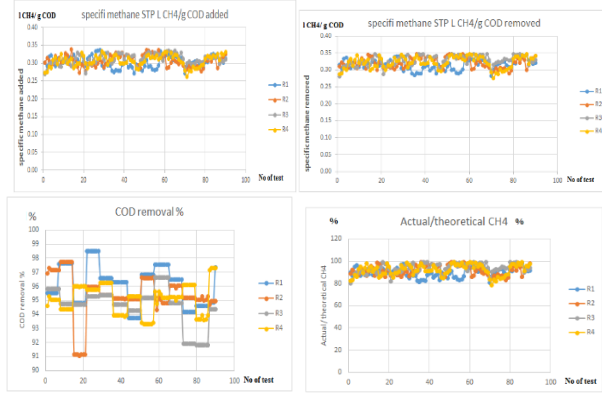 l CH4/ g COD
specifi methane STP L CH4/g COD added
0.40
0.35
0.30
0.25
0.20
0.15
0.10
0.05
0.00
specific methane added
0
20
40
60
80
100
No of test
R1
R2
R3
R4
l CH4/ g COD
specifi methane STP L CH4/g COD removed
0.40
0.35
0.30
0.25
0.20
0.15
0.10
0.05
0.00
specific methane removed
0
20
40
60
80
100
No of test
R1
R2
R3
R4
%
COD removal %
100
99
98
97
96
95
94
93
92
91
90
COD removal %
0
20
40
60
80
100
No of test
R1
R2
R3
R4
%
Actual/theoretical CH4 %
120
100
80
60
40
20
0
Actual/theoretical CH4
0
20
40
60
80
100
No of test
R1
R2
R3
R4